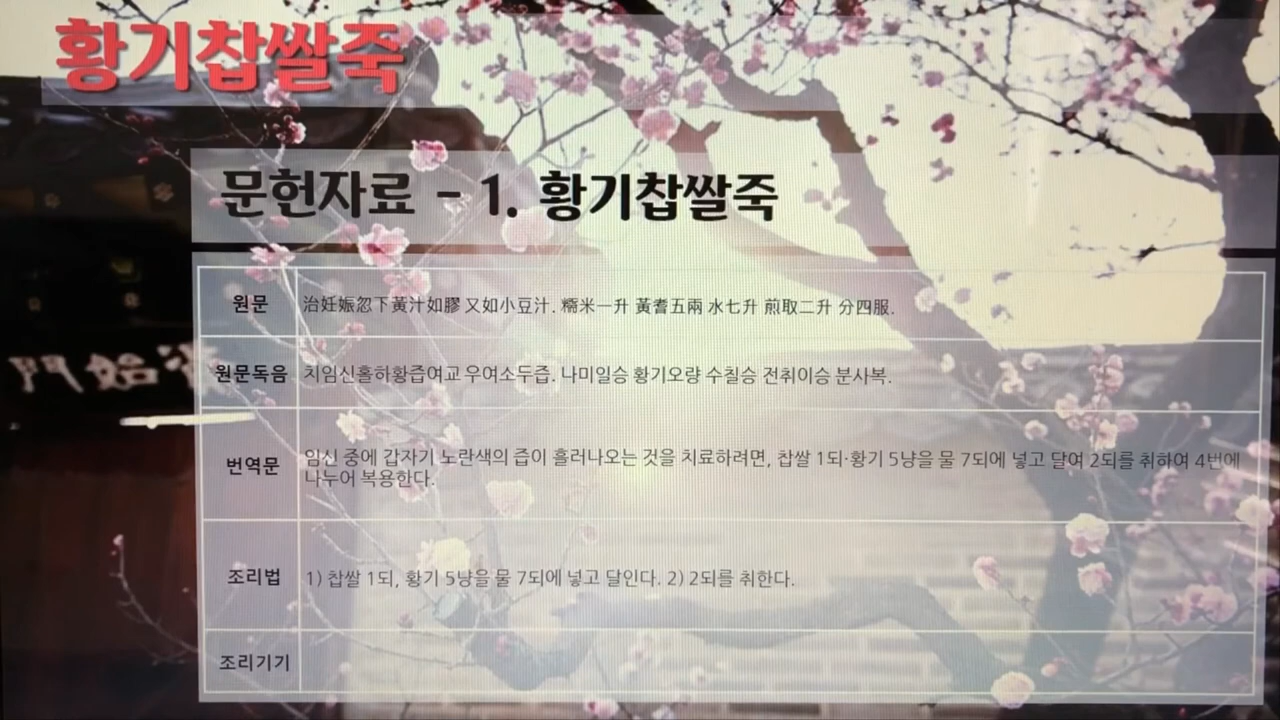 황기찹쌀죽
문헌자료 - 1. 황기찹쌀죽
원문
治妊娠忽下黃汁如膠 又如小豆汁. 糯米一升 黃耆五兩 水七升 煎取二升 分四服.
원문독음
치임신홀하황즙여교 우여소두즙. 나미일승 황기오량 수칠승 전취이승 분사복.
번역문
임신 중에 갑자기 노란색의 즙이 흘러나오는 것을 치료하려면, 찹쌀 1되·황기 5냥을 물 7되에 넣고 달여 2되를 취하여 4번에
나누어 복용한다.
조리법
1) 찹쌀 1되, 황기 5냥을 물 7되에 넣고 달인다. 2) 2되를 취한다.
조리기기
門始